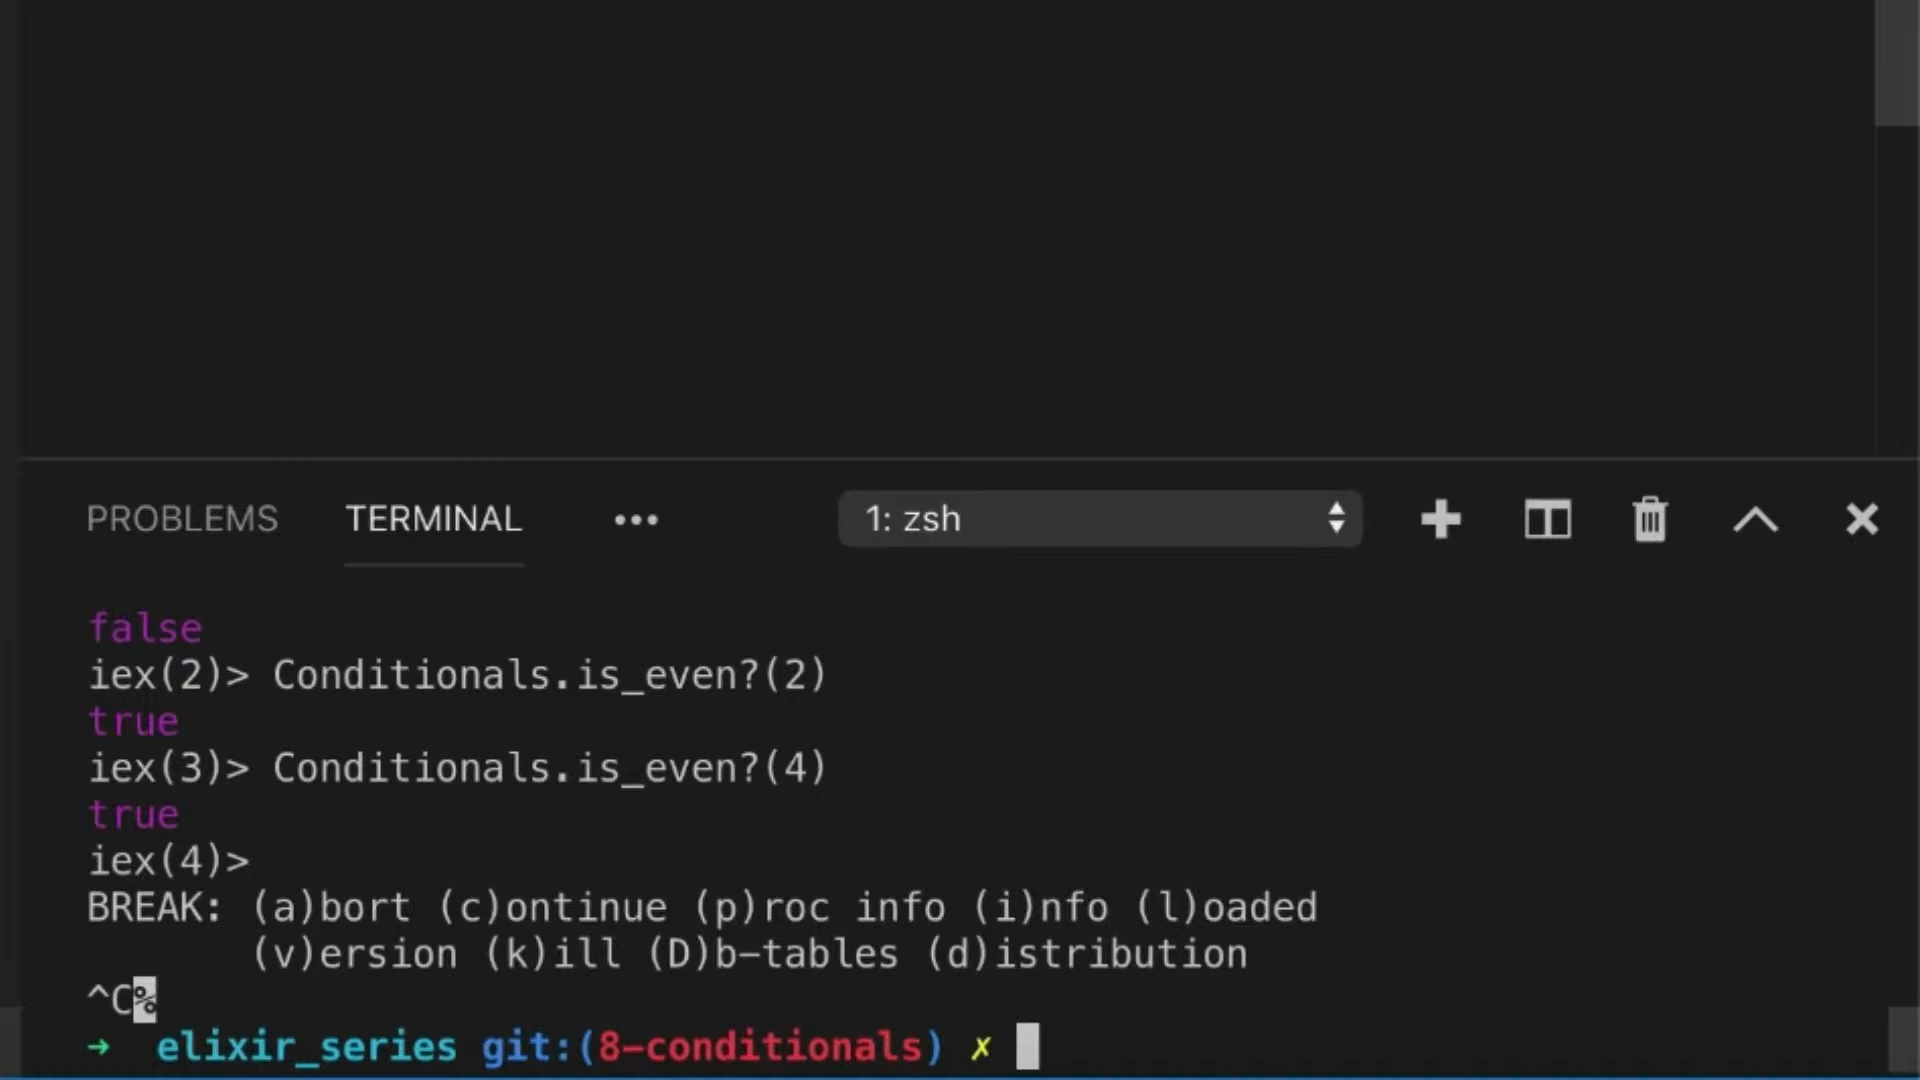 PROBLEMS TERMINAL ••• 1: zsh
false
iex(2)> Conditionals.is_even?(2)
true
iex(3)> Conditionals.is_even?(4)
true
iex(4)>
BREAK: (a)bort (c)ontinue (p)roc info (i)nfo (l)oaded
(v)ersion (k)ill (D)b-tables (d)istribution
^C%
➜ elixir_series git:(8-conditionals) ✗